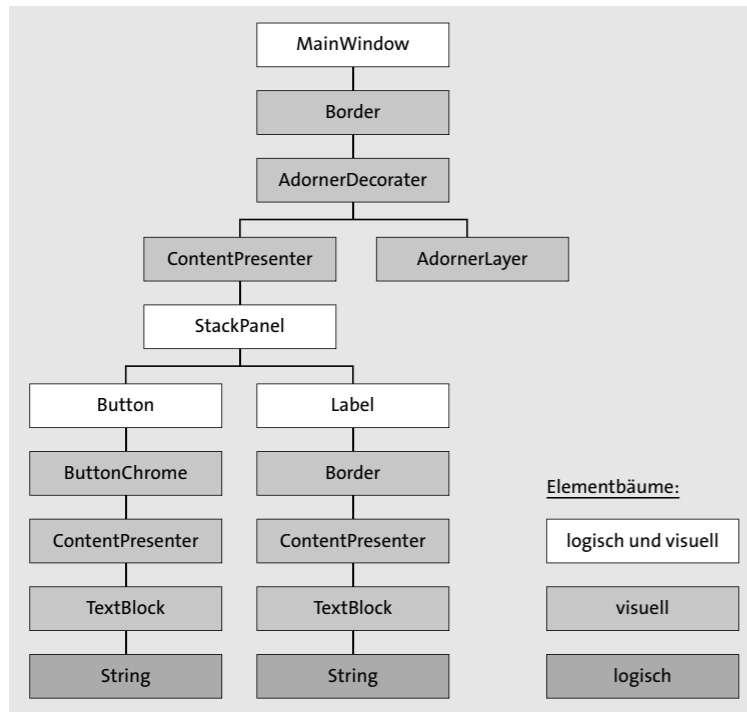 MainWindow
Border
AdornerDecorater
ContentPresenter
AdornerLayer
StackPanel
Button
Label
ButtonChrome
Border
Elementbäume:
ContentPresenter
ContentPresenter
logisch und visuell
TextBlock
TextBlock
visuell
String
String
logisch